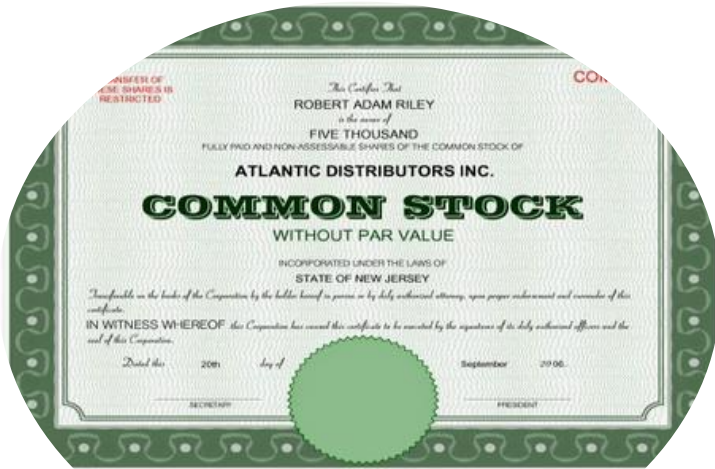 NSFER OF
ESE SHARES IS
RESTRICTED
COM
This Certifies That
ROBERT ADAM RILEY
is the owner of
FIVE THOUSAND
FULLY PAID AND NON-ASSESSABLE SHARES OF THE COMMON STOCK OF
ATLANTIC DISTRIBUTORS INC.
COMMON STOCK
WITHOUT PAR VALUE
INCORPORATED UNDER THE LAWS OF
STATE OF NEW JERSEY
Transferable on the books of the Corporation by the holder hereof in person or by duly authorized attorney, upon proper endorsement and surrender of this
certificate.
IN WITNESS WHEREOF this Corporation has caused this certificate to be executed by the signatures of its duly authorized officers and the
seal of this Corporation.
Dated this 20th day of September 2006.
SECRETARY PRESIDENT